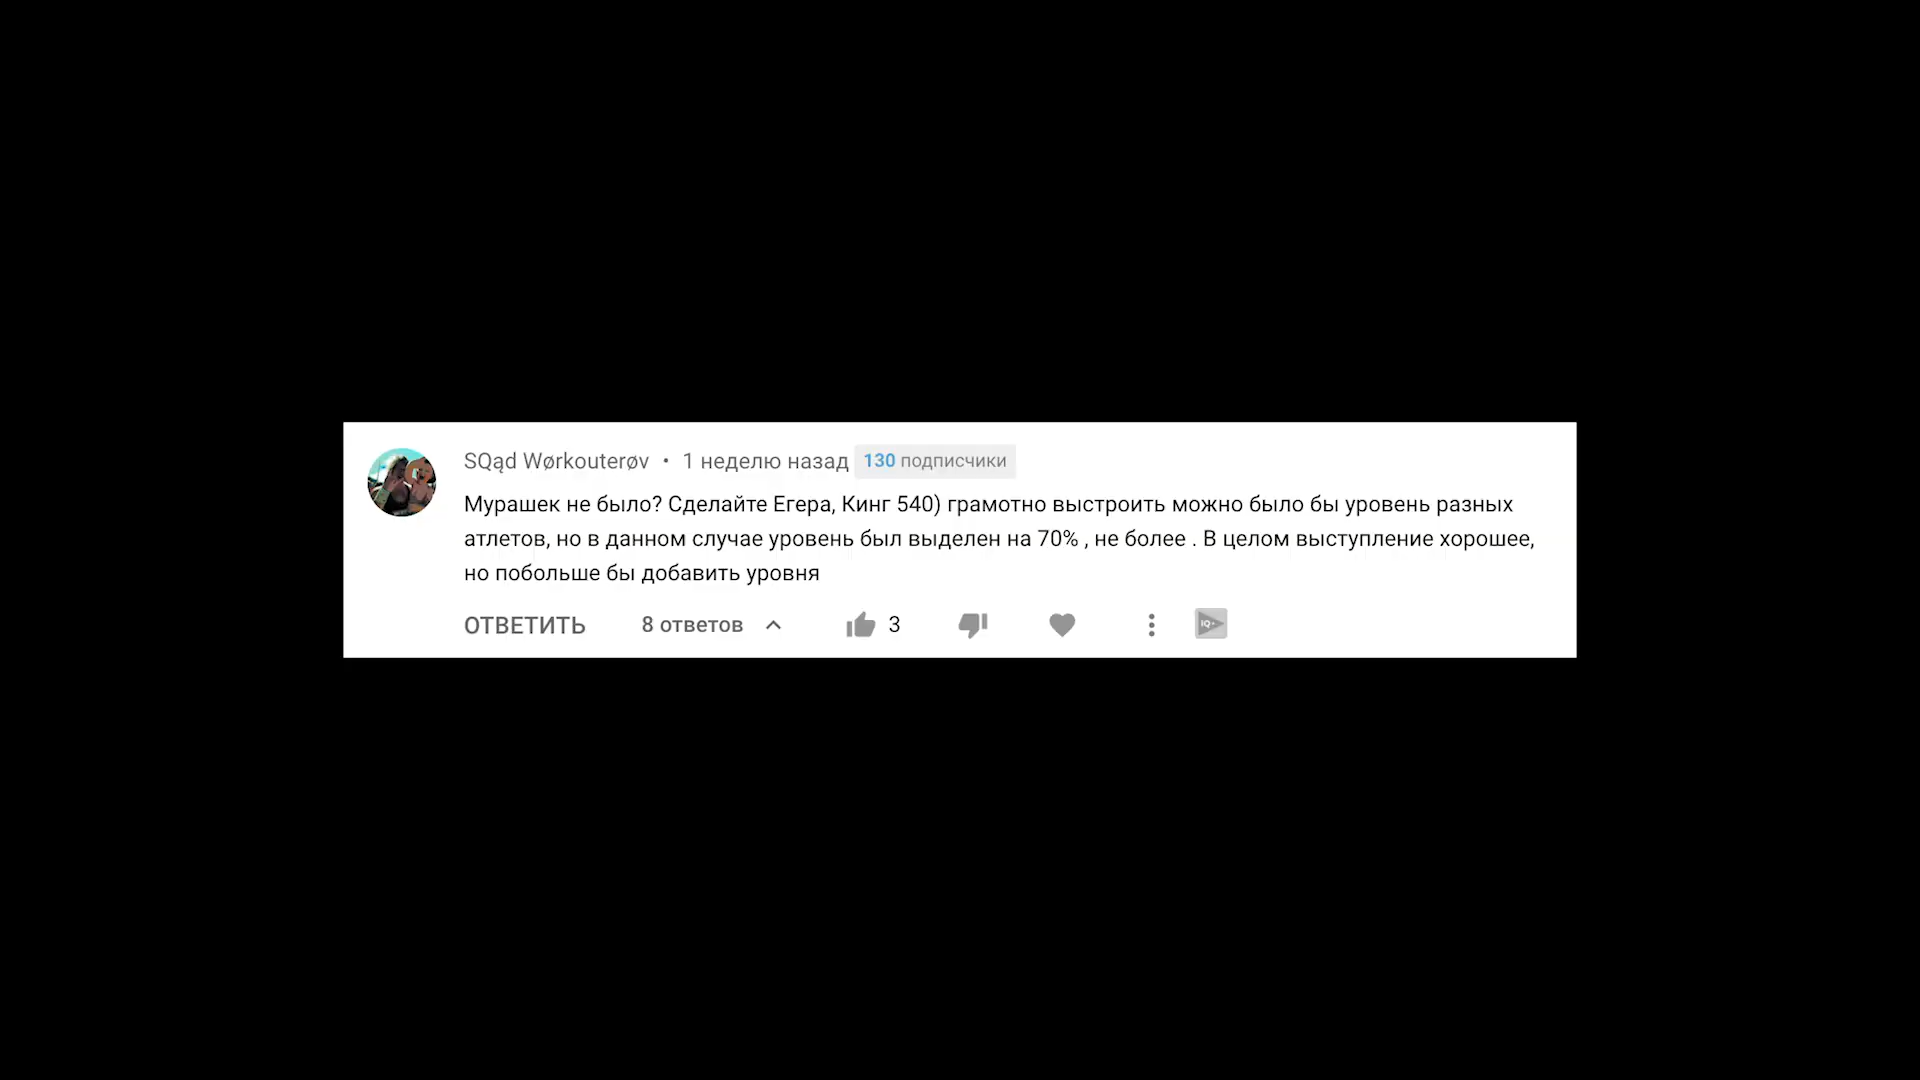 SQąd Wørkouterøv • 1 неделю назад 130 подписчики
Мурашек не было? Сделайте Егера, Кинг 540) грамотно выстроить можно было бы уровень разных
атлетов, но в данном случае уровень был выделен на 70% , не более . В целом выступление хорошее,
но побольше бы добавить уровня
ОТВЕТИТЬ 8 ответов 3 IQ